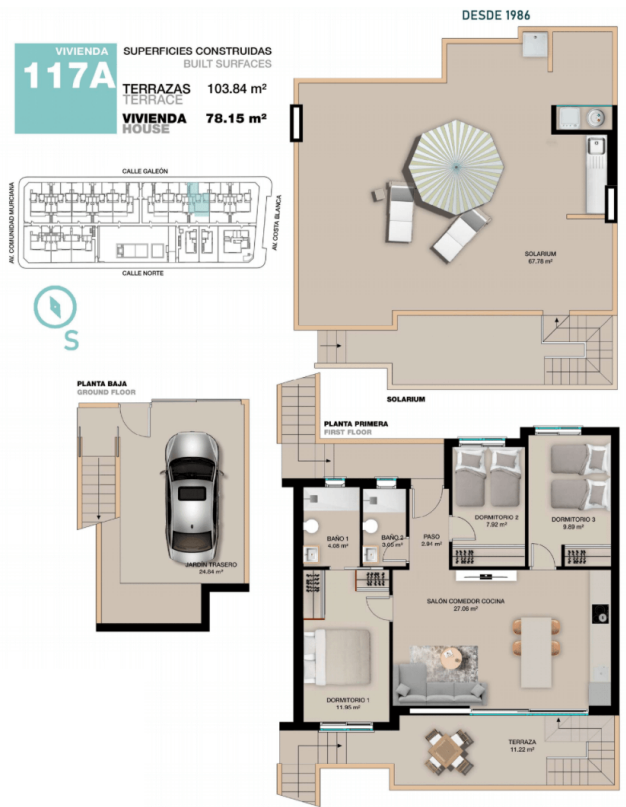 DESDE 1986
VIVIENDA
117A
SUPERFICIES CONSTRUIDAS
BUILT SURFACES
TERRAZAS 103.84 m²
TERRACE
VIVIENDA 78.15 m²
HOUSE
CALLE GALEÓN
AV. COMUNIDAD MURCIANA
AV. COSTA BLANCA
CALLE NORTE
S
SOLARIUM
67.78 m²
SOLARIUM
PLANTA BAJA
GROUND FLOOR
JARDIN TRASERO
24.84 m²
PLANTA PRIMERA
FIRST FLOOR
BAÑO 1
4.08 m²
BAÑO 2
3.05 m²
PASO
2.91 m²
DORMITORIO 2
7.92 m²
DORMITORIO 3
9.89 m²
SALÓN COMEDOR COCINA
27.06 m²
DORMITORIO 1
11.95 m²
TERRAZA
11.22 m²